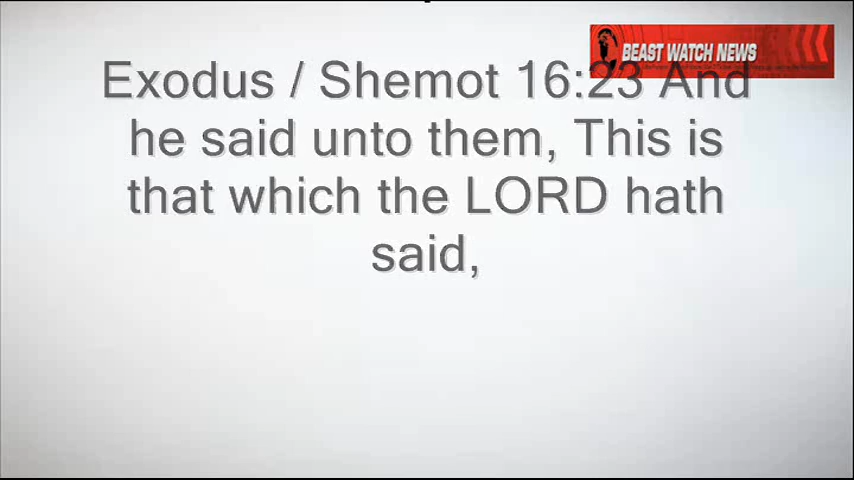 BEAST WATCH NEWS
Exodus / Shemot 16:23 And
he said unto them, This is
that which the LORD hath
said,